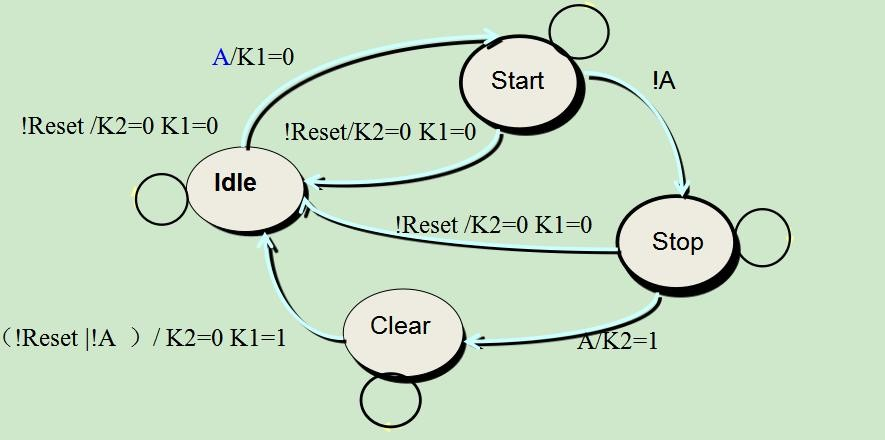 A/K1=0
Start
!A
!Reset /K2=0 K1=0
!Reset/K2=0 K1=0
Idle
!Reset /K2=0 K1=0
Stop
Clear
（!Reset |!A ）/ K2=0 K1=1
A/K2=1